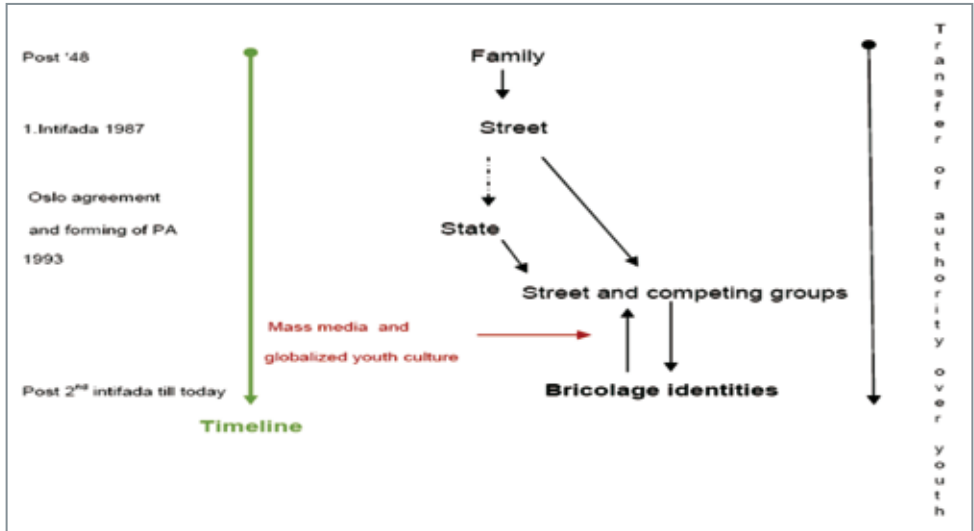 Post '48
Family
1.Intifada 1987
Street
Oslo agreement
and forming of PA
1993
State
Street and competing groups
Mass media and
globalized youth culture
Post 2nd intifada till today
Bricolage identities
Timeline
Transfer of authority over youth